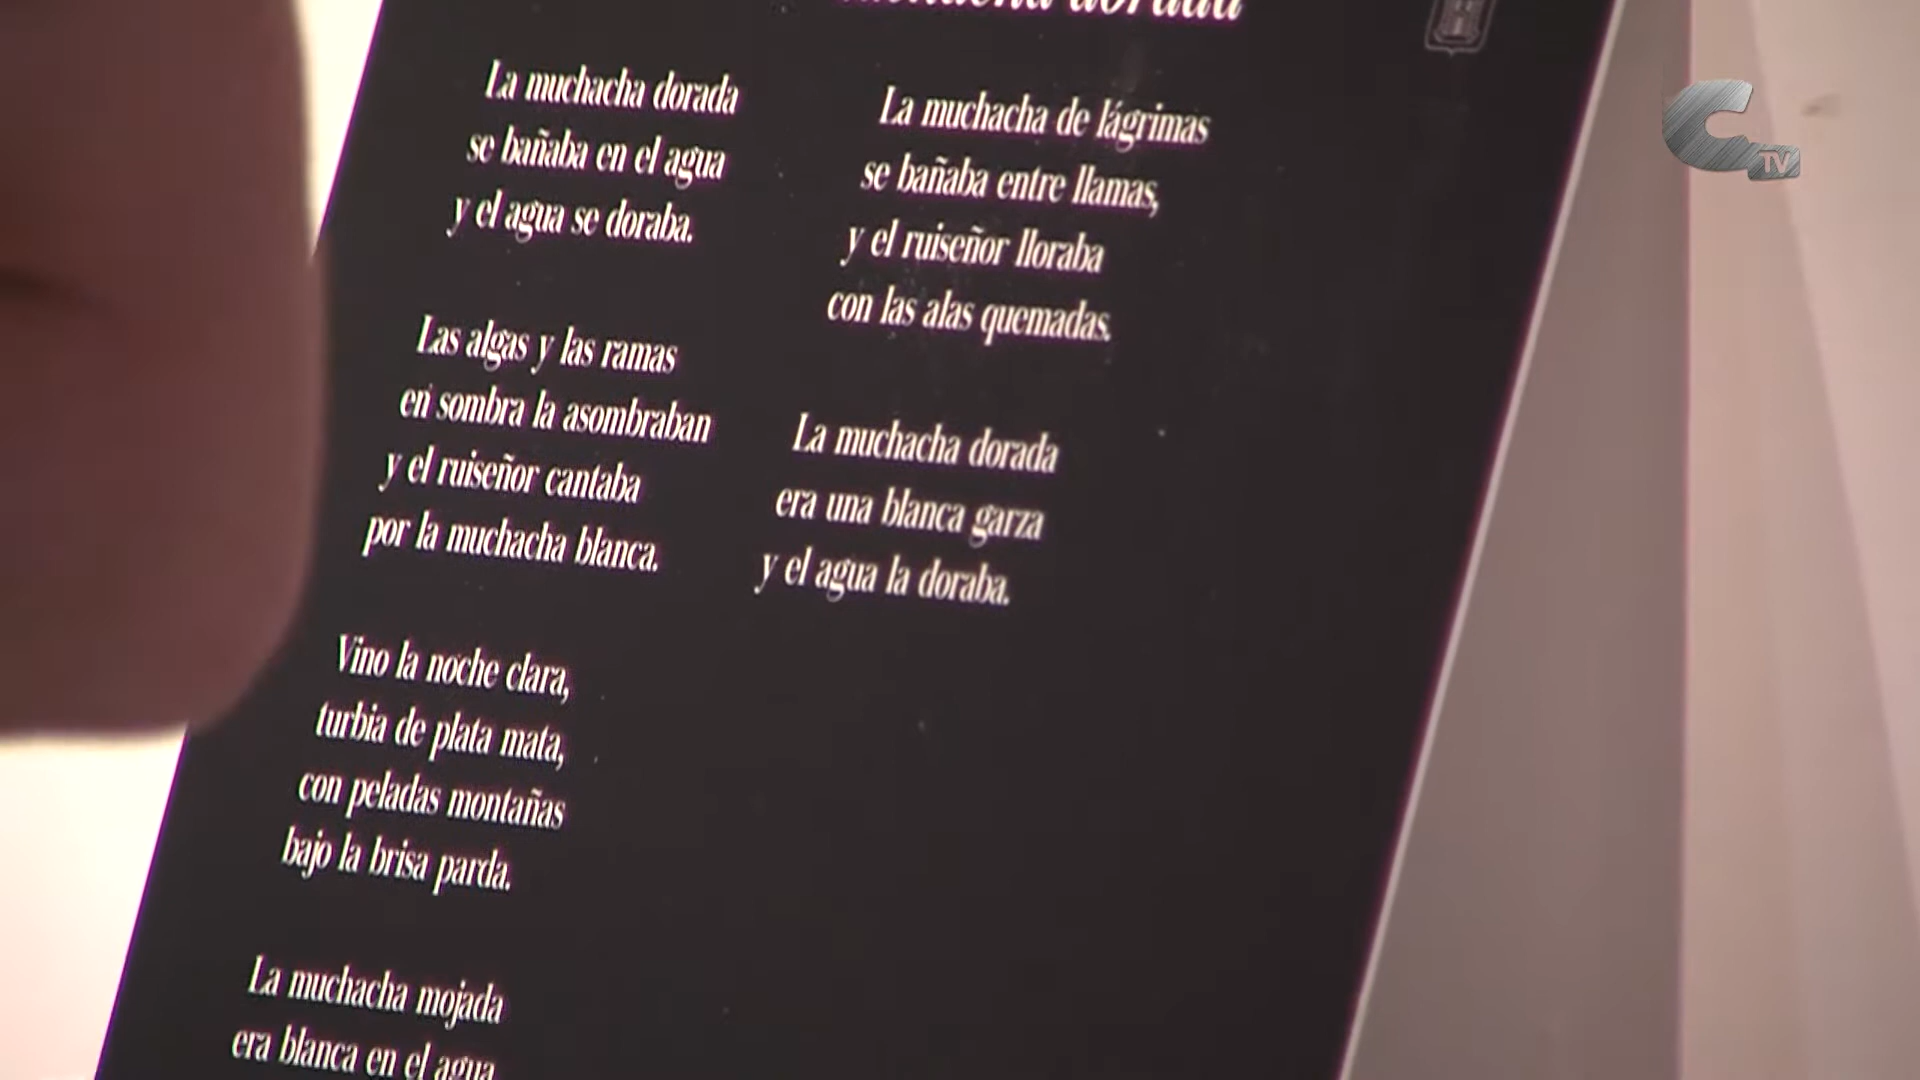 dorada
La muchacha dorada
se bañaba en el agua
y el agua se doraba.
Las algas y las ramas
en sombra la asombraban
y el ruiseñor cantaba
por la muchacha blanca.
Vino la noche clara,
turbia de plata mata,
con peladas montañas
bajo la brisa parda.
La muchacha mojada
era blanca en el agua
La muchacha de lágrimas
se bañaba entre llamas,
y el ruiseñor lloraba
con las alas quemadas.
La muchacha dorada
era una blanca garza
y el agua la doraba.
C TV